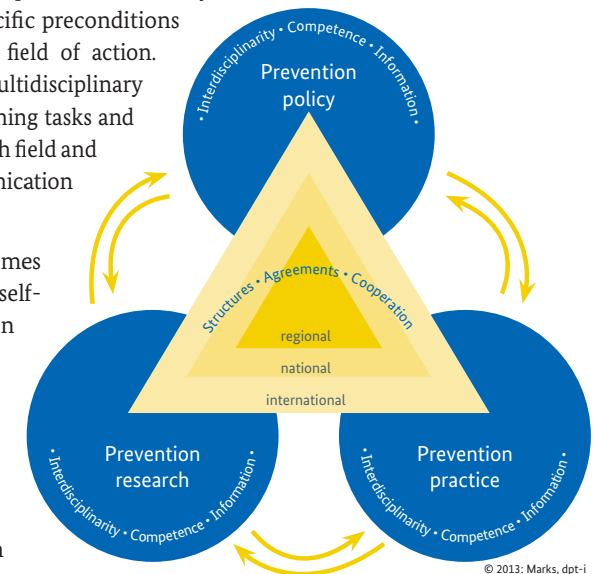 cific preconditions
field of action.
ultidisciplinary
ning tasks and
h field and
nication
mes
self-
n
n
• Interdisciplinarity • Competence • Information •
Prevention
policy
Structures • Agreements • Cooperation
regional
national
international
Prevention
research
• Interdisciplinarity • Competence • Information •
Prevention
practice
• Interdisciplinarity • Competence • Information •
© 2013: Marks, dpt-i